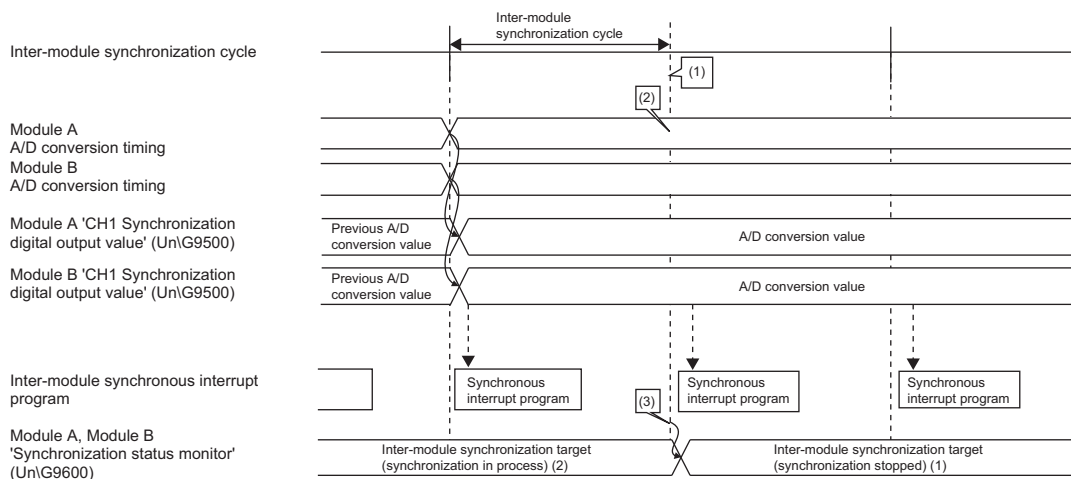 Inter-module
synchronization cycle
Inter-module synchronization cycle
(1)
(2)
Module A
A/D conversion timing
Module B
A/D conversion timing
Module A 'CH1 Synchronization
digital output value' (Un\G9500)
Previous A/D
conversion value
A/D conversion value
Module B 'CH1 Synchronization
digital output value' (Un\G9500)
Previous A/D
conversion value
A/D conversion value
Inter-module synchronous interrupt
program
Synchronous
interrupt program
Synchronous
interrupt program
Synchronous
interrupt program
(3)
Module A, Module B
'Synchronization status monitor'
(Un\G9600)
Inter-module synchronization target
(synchronization in process) (2)
Inter-module synchronization target
(synchronization stopped) (1)